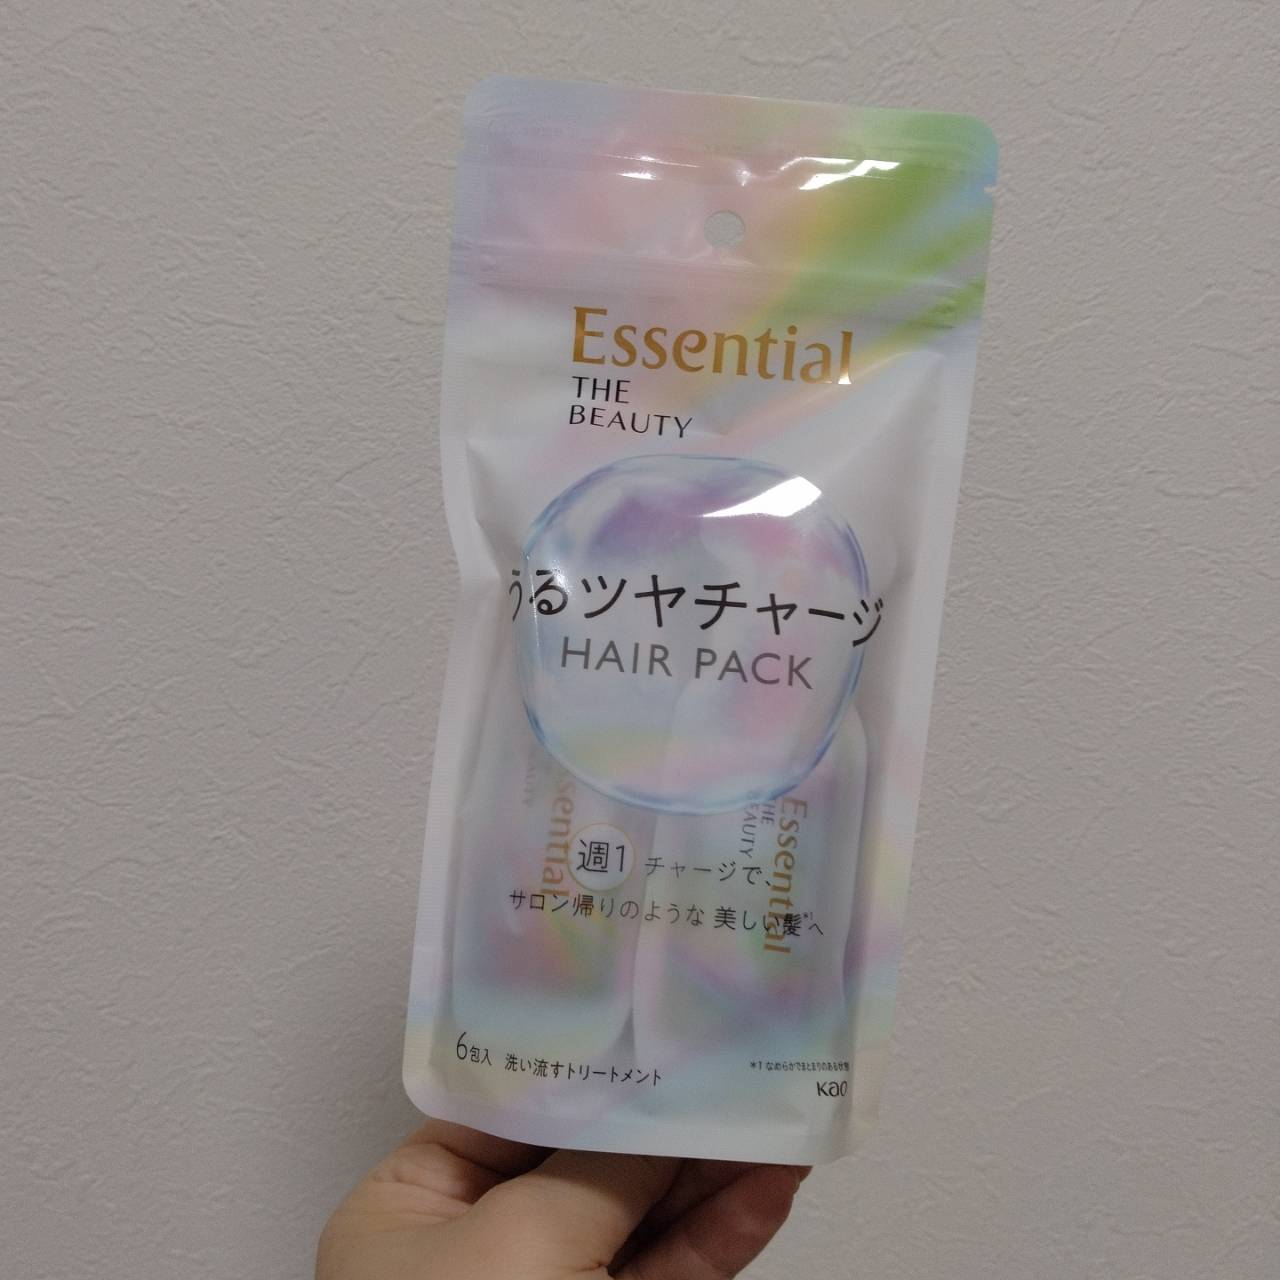 Essential
THE
BEAUTY
うるツヤチャージ
HAIR PACK
sential
Essential
THE
BEAUTY
週1 チャージで、
サロン帰りのような 美しい髪*1へ
6包入 洗い流すトリートメント
*1 なめらかでまとまりのある状態
Kao